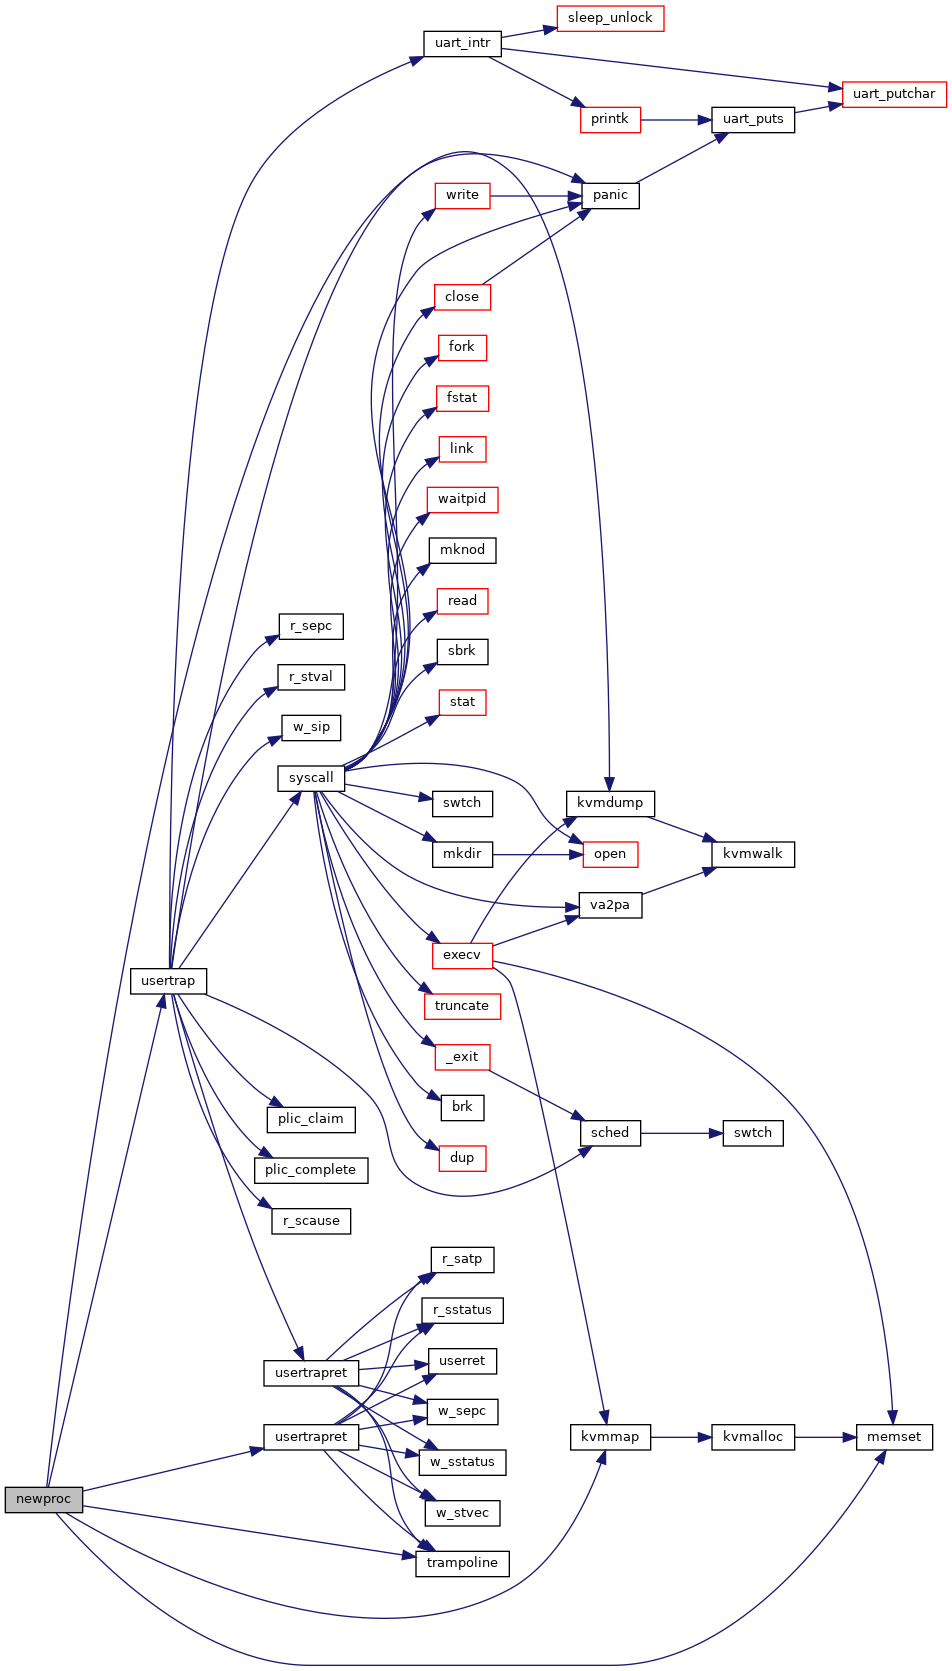 sleep_unlock
uart_intr
uart_putchar
printk
uart_puts
write
panic
close
fork
fstat
link
waitpid
mknod
read
r_sepc
sbrk
r_stval
stat
w_sip
syscall
swtch
kvmdump
mkdir
open
kvmwalk
va2pa
execv
usertrap
truncate
_exit
brk
plic_claim
sched
swtch
dup
plic_complete
r_scause
r_satp
r_sstatus
userret
usertrapret
w_sepc
usertrapret
kvmmap
kvmalloc
memset
w_sstatus
newproc
w_stvec
trampoline